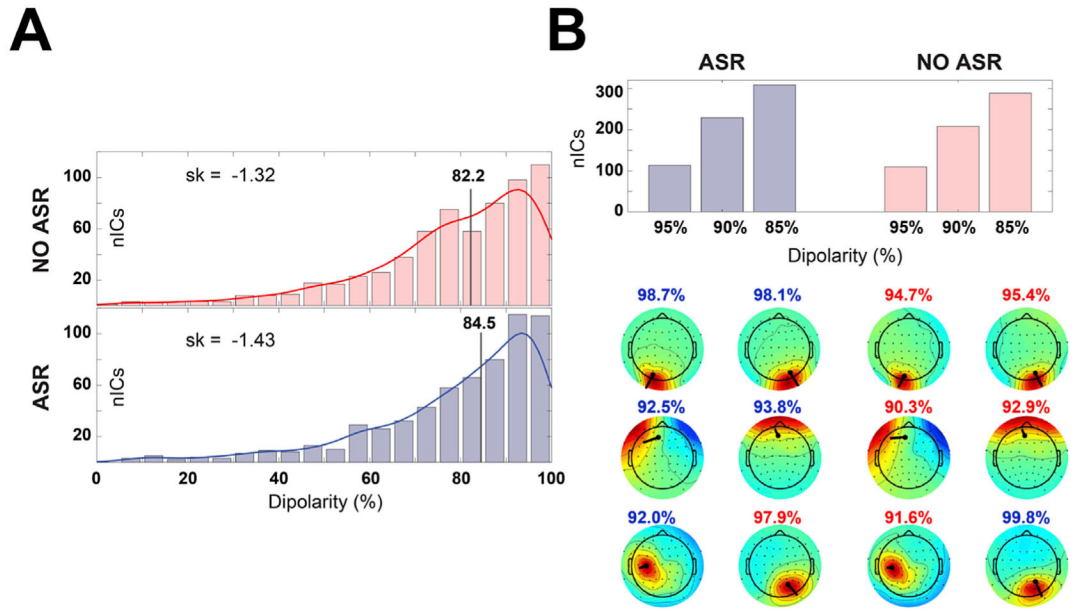 A
NO ASR
nICs
100
60
20
sk = -1.32
82.2
ASR
nICs
100
60
20
sk = -1.43
84.5
0 20 40 60 80 100
Dipolarity (%)
B
ASR NO ASR
nICs
300
200
100
0
95% 90% 85% 95% 90% 85%
Dipolarity (%)
98.7% 98.1% 94.7% 95.4%
92.5% 93.8% 90.3% 92.9%
92.0% 97.9% 91.6% 99.8%